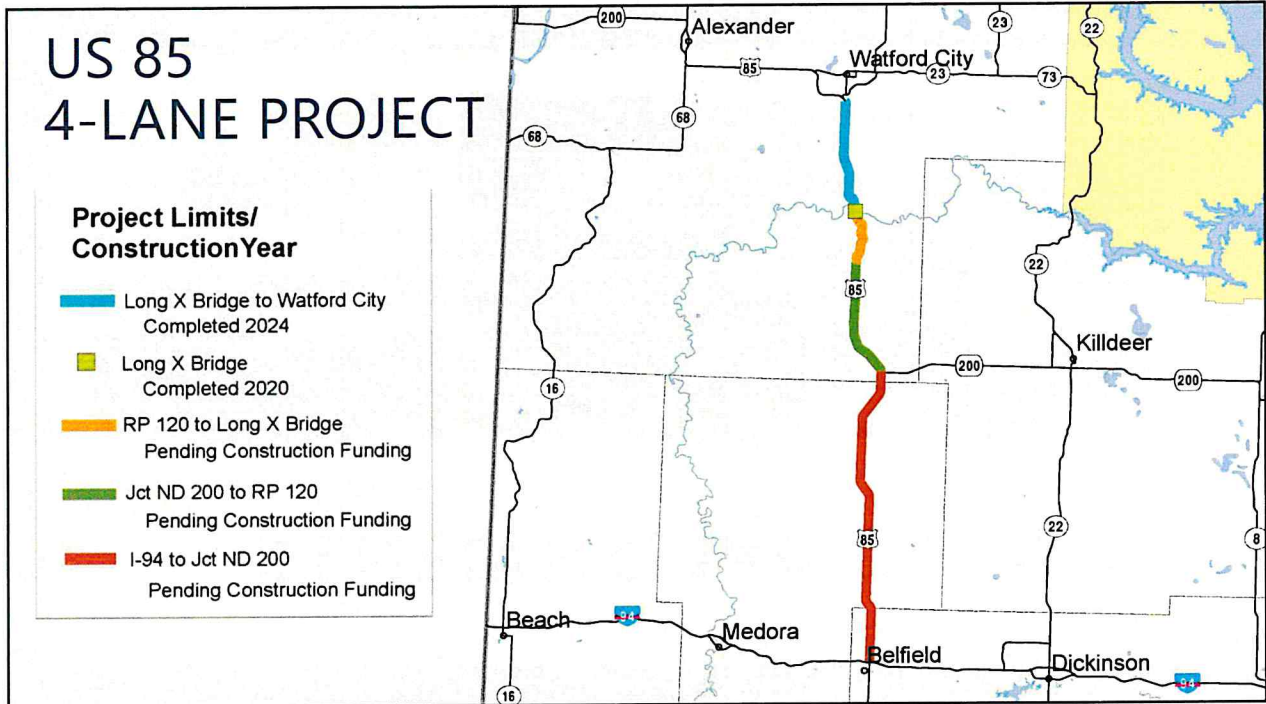 US 85
4-LANE PROJECT
Project Limits/
ConstructionYear
Long X Bridge to Watford City
Completed 2024
Long X Bridge
Completed 2020
RP 120 to Long X Bridge
Pending Construction Funding
Jct ND 200 to RP 120
Pending Construction Funding
I-94 to Jct ND 200
Pending Construction Funding
200
Alexander
23
22
85
Watford City
23
73
68
68
22
85
Killdeer
200
200
16
22
85
8
Beach
94
Medora
Belfield
Dickinson
94
16